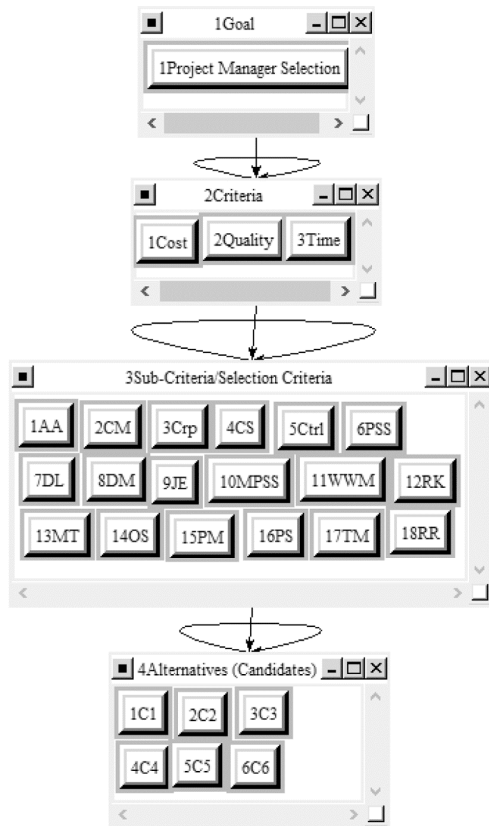 1Goal
1Project Manager Selection
2Criteria
1Cost 2Quality 3Time
3Sub-Criteria/Selection Criteria
1AA 2CM 3Crp 4CS 5Ctrl 6PSS
7DL 8DM 9JE 10MPSS 11WWM 12RK
13MT 14OS 15PM 16PS 17TM 18RR
4Alternatives (Candidates)
1C1 2C2 3C3
4C4 5C5 6C6